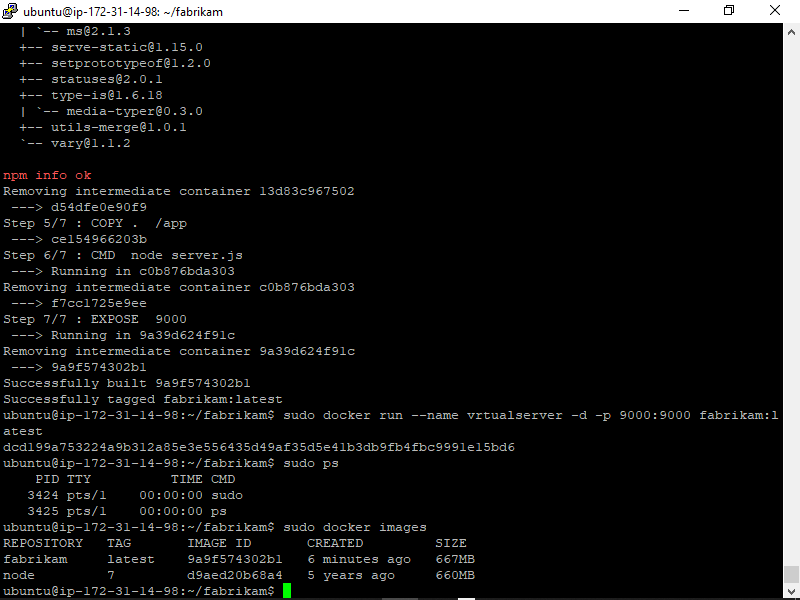 ubuntu@ip-172-31-14-98: ~/fabrikam
| `-- ms@2.1.3
+-- serve-static@1.15.0
+-- setprototypeof@1.2.0
+-- statuses@2.0.1
+-- type-is@1.6.18
| `-- media-typer@0.3.0
+-- utils-merge@1.0.1
`-- vary@1.1.2
npm info ok
Removing intermediate container 13d83c967502
---> d54dfe0e90f9
Step 5/7 : COPY . /app
---> ce154966203b
Step 6/7 : CMD node server.js
---> Running in c0b876bda303
Removing intermediate container c0b876bda303
---> f7cc1725e9ee
Step 7/7 : EXPOSE 9000
---> Running in 9a39d624f91c
Removing intermediate container 9a39d624f91c
---> 9a9f574302b1
Successfully built 9a9f574302b1
Successfully tagged fabrikam:latest
ubuntu@ip-172-31-14-98:~/fabrikam$ sudo docker run --name vrtualserver -d -p 9000:9000 fabrikam:l
atest
dcd199a753224a9b312a85e3e556435d49af35d5e41b3db9fb4fbc9991e15bd6
ubuntu@ip-172-31-14-98:~/fabrikam$ sudo ps
PID TTY TIME CMD
3424 pts/1 00:00:00 sudo
3425 pts/1 00:00:00 ps
ubuntu@ip-172-31-14-98:~/fabrikam$ sudo docker images
REPOSITORY TAG IMAGE ID CREATED SIZE
fabrikam latest 9a9f574302b1 6 minutes ago 667MB
node 7 d9aed20b68a4 5 years ago 660MB
ubuntu@ip-172-31-14-98:~/fabrikam$